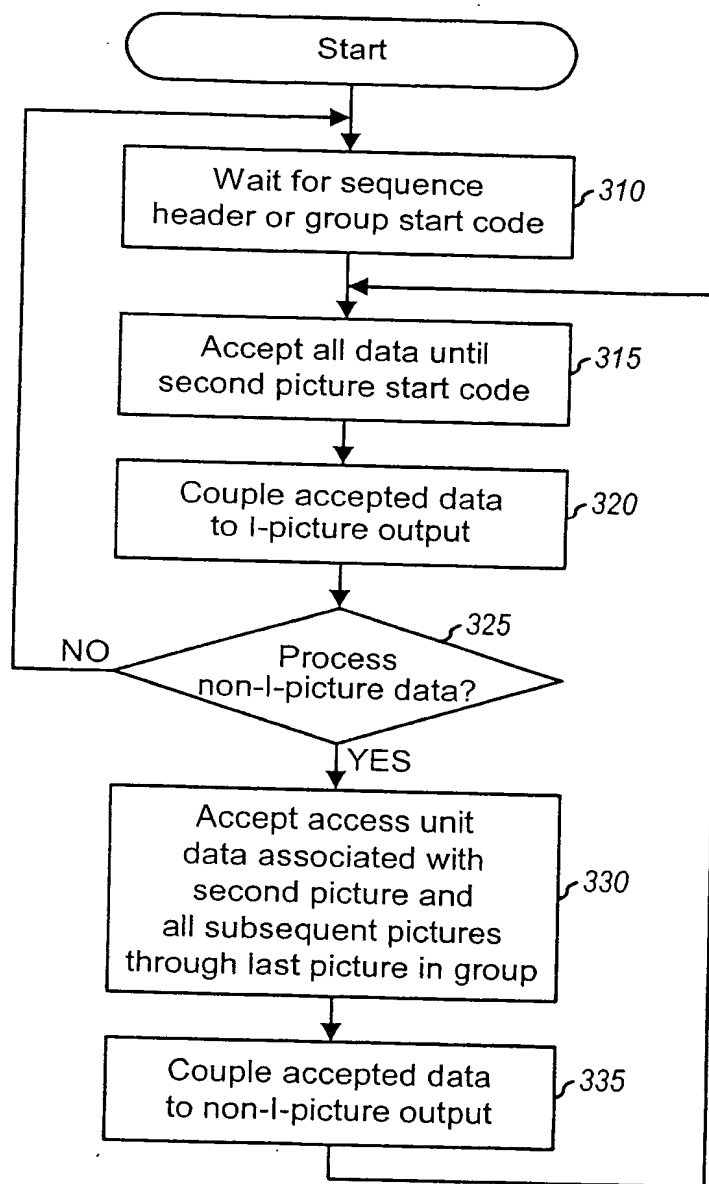 Start
Wait for sequence
header or group start code
310
Accept all data until
second picture start code
315
Couple accepted data
to I-picture output
320
325
NO
Process
non-I-picture data?
YES
Accept access unit
data associated with
second picture and
all subsequent pictures
through last picture in group
330
Couple accepted data
to non-I-picture output
335